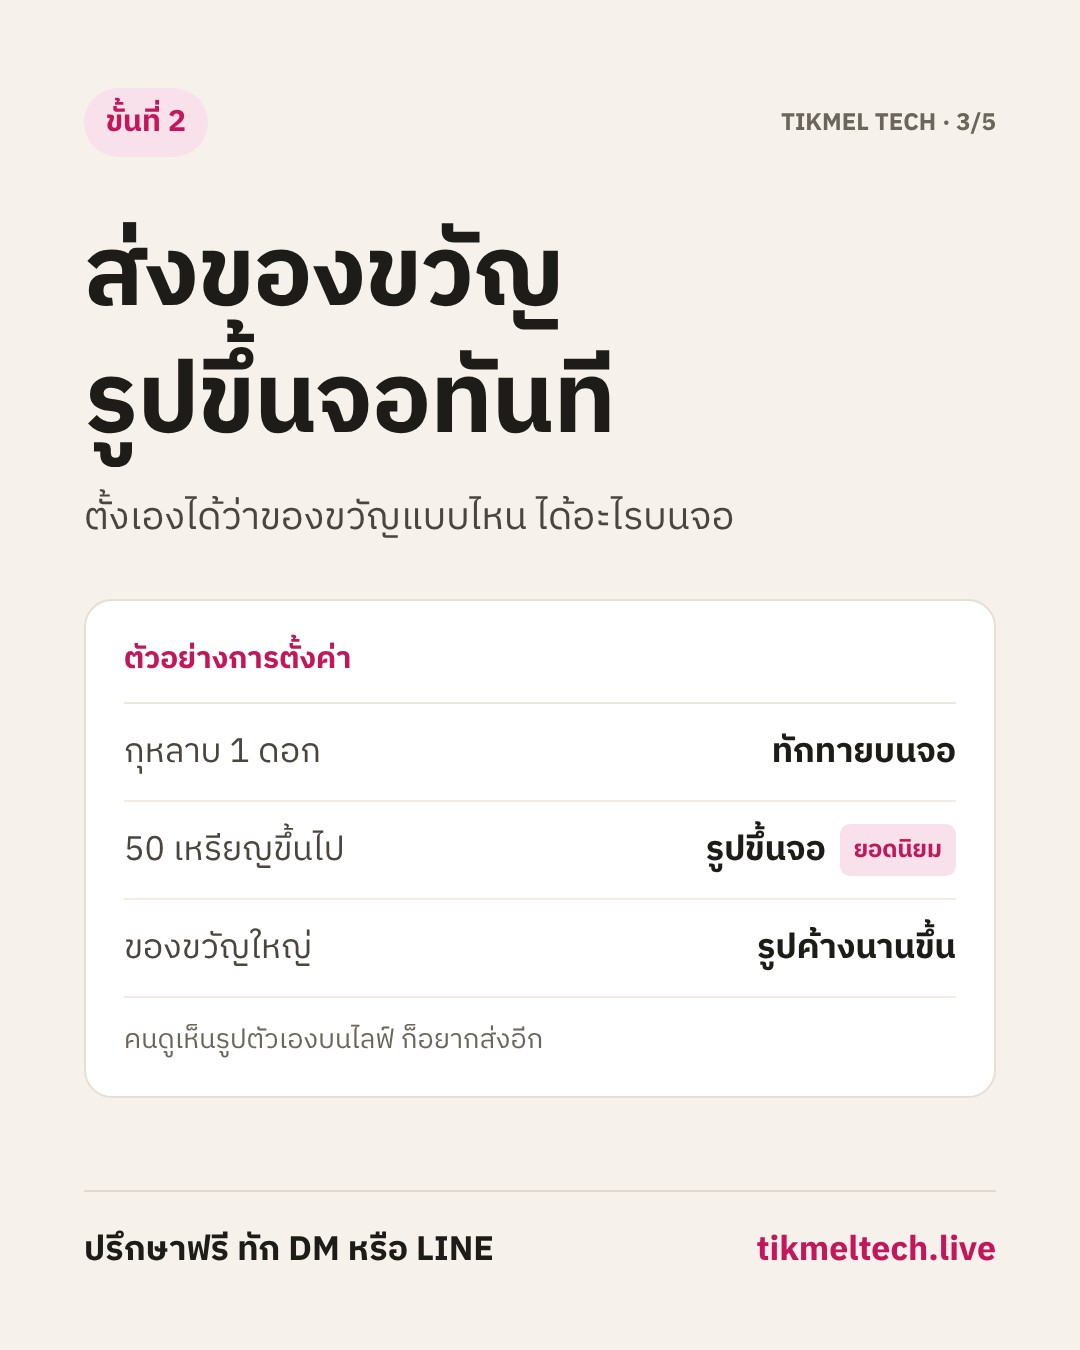 ขั้นที่ 2
TIKMEL TECH · 3/5
ส่งของขวัญ
รูปขึ้นจอทันที
ตั้งเองได้ว่าของขวัญแบบไหน ได้อะไรบนจอ
ตัวอย่างการตั้งค่า
กุหลาบ 1 ดอก ทักทายบนจอ
50 เหรียญขึ้นไป รูปขึ้นจอ ยอดนิยม
ของขวัญใหญ่ รูปค้างนานขึ้น
คนดูเห็นรูปตัวเองบนไลฟ์ ก็อยากส่งอีก
ปรึกษาฟรี ทัก DM หรือ LINE
tikmeltech.live